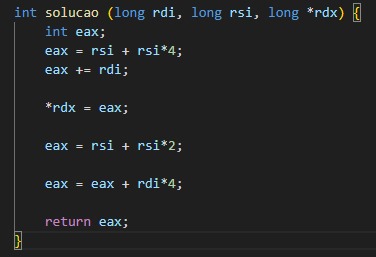 int solucao (long rdi, long rsi, long *rdx) {
int eax;
eax = rsi + rsi*4;
eax += rdi;
*rdx = eax;
eax = rsi + rsi*2;
eax = eax + rdi*4;
return eax;
}